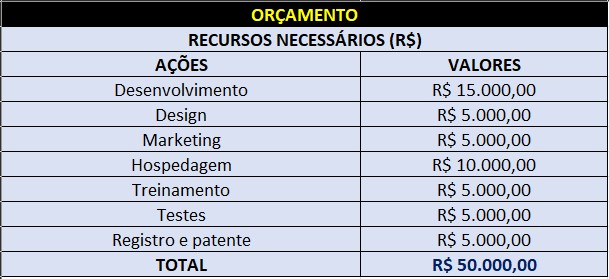 ORÇAMENTO
RECURSOS NECESSÁRIOS (R$)
AÇÕES VALORES
Desenvolvimento R$ 15.000,00
Design R$ 5.000,00
Marketing R$ 5.000,00
Hospedagem R$ 10.000,00
Treinamento R$ 5.000,00
Testes R$ 5.000,00
Registro e patente R$ 5.000,00
TOTAL R$ 50.000,00